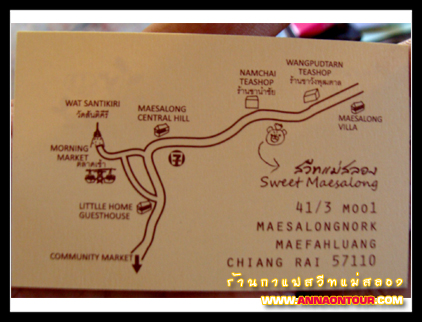 WANGPUDTARN
TEASHOP
ร้านชาวังพุฒตาล
NAMCHAI
TEASHOP
ร้านชานำชัย
WAT SANTIKIRI
วัดสันติคีรี
MAESALONG
CENTRAL HILL
MAESALONG
VILLA
MORNING
MARKET
ตลาดเช้า
7
สวีทแม่สลอง
Sweet Maesalong
LITTLLE HOME
GUESTHOUSE
41/3 MOO1
MAESALONGNORK
MAEFAHLUANG
CHIANG RAI 57110
COMMUNITY MARKET
ร้านกาแฟสวีทแม่สลอง
WWW.ANNAONTOUR.COM